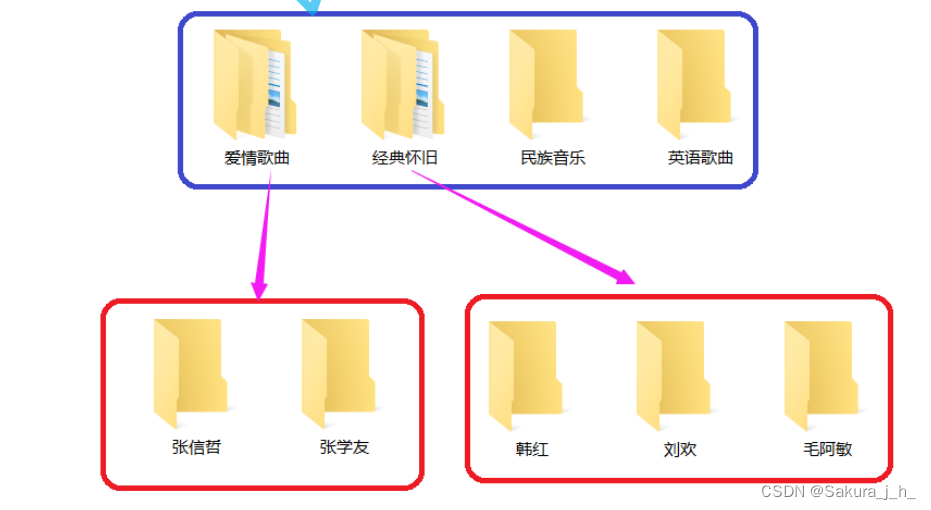 爱情歌曲 经典怀旧 民族音乐 英语歌曲
张信哲 张学友 韩红 刘欢 毛阿敏
CSDN @Sakura_j_h_